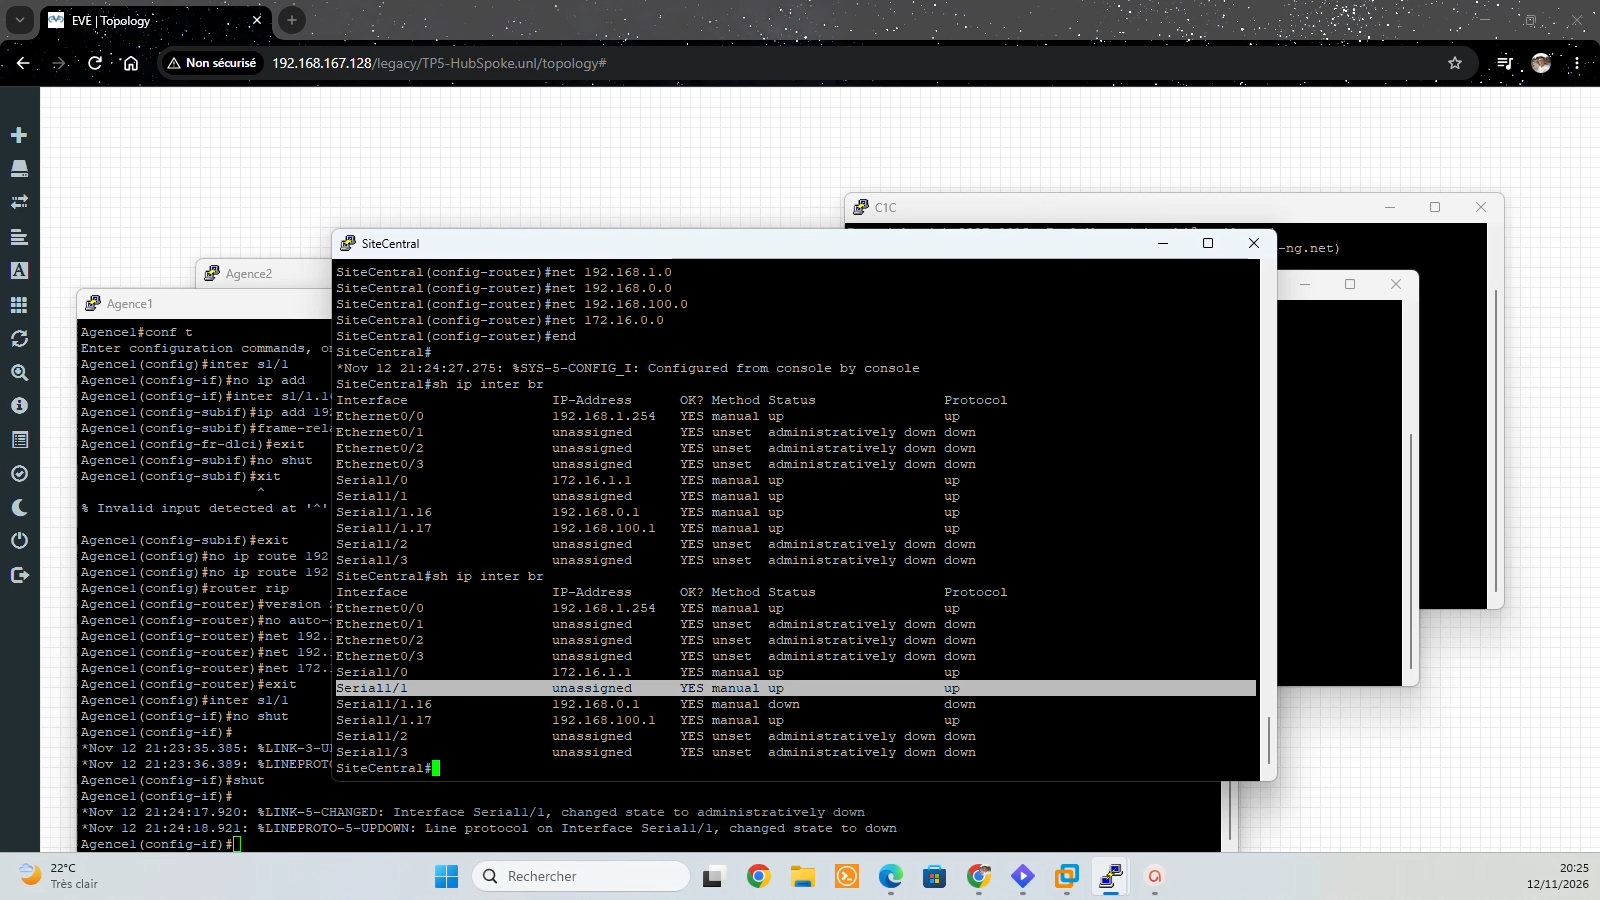 EVE | Topology
Non sécurisé
192.168.167.128/legacy/TP5-HubSpoke.unl/topology#
C1C
-ng.net)
SiteCentral
SiteCentral(config-router)#net 192.168.1.0
SiteCentral(config-router)#net 192.168.0.0
SiteCentral(config-router)#net 192.168.100.0
SiteCentral(config-router)#net 172.16.0.0
SiteCentral(config-router)#end
SiteCentral#
*Nov 12 21:24:27.275: %SYS-5-CONFIG_I: Configured from console by console
SiteCentral#sh ip inter br
Interface IP-Address OK? Method Status Protocol
Ethernet0/0 192.168.1.254 YES manual up up
Ethernet0/1 unassigned YES unset administratively down down
Ethernet0/2 unassigned YES unset administratively down down
Ethernet0/3 unassigned YES unset administratively down down
Serial1/0 172.16.1.1 YES manual up up
Serial1/1 unassigned YES manual up up
Serial1/1.16 192.168.0.1 YES manual up up
Serial1/1.17 192.168.100.1 YES manual up up
Serial1/2 unassigned YES unset administratively down down
Serial1/3 unassigned YES unset administratively down down
SiteCentral#sh ip inter br
Interface IP-Address OK? Method Status Protocol
Ethernet0/0 192.168.1.254 YES manual up up
Ethernet0/1 unassigned YES unset administratively down down
Ethernet0/2 unassigned YES unset administratively down down
Ethernet0/3 unassigned YES unset administratively down down
Serial1/0 172.16.1.1 YES manual up up
Serial1/1 unassigned YES manual up up
Serial1/1.16 192.168.0.1 YES manual down down
Serial1/1.17 192.168.100.1 YES manual up up
Serial1/2 unassigned YES unset administratively down down
Serial1/3 unassigned YES unset administratively down down
SiteCentral#
Agence2
Agence1
Agence1#conf t
Enter configuration commands, o
Agence1(config)#inter s1/1
Agence1(config-if)#no ip add
Agence1(config-if)#inter s1/1.1
Agence1(config-subif)#ip add 192
Agence1(config-subif)#frame-rela
Agence1(config-fr-dlci)#exit
Agence1(config-subif)#no shut
Agence1(config-subif)#xit
^
% Invalid input detected at '^'
Agence1(config-subif)#exit
Agence1(config)#no ip route 192
Agence1(config)#no ip route 192
Agence1(config)#router rip
Agence1(config-router)#version
Agence1(config-router)#no auto-
Agence1(config-router)#net 192.
Agence1(config-router)#net 192.
Agence1(config-router)#net 172.
Agence1(config-router)#exit
Agence1(config)#inter s1/1
Agence1(config-if)#no shut
Agence1(config-if)#
*Nov 12 21:23:35.385: %LINK-3-U
*Nov 12 21:23:36.389: %LINEPROT
Agence1(config-if)#shut
Agence1(config-if)#
*Nov 12 21:24:17.920: %LINK-5-CHANGED: Interface Serial1/1, changed state to administratively down
*Nov 12 21:24:18.921: %LINEPROTO-5-UPDOWN: Line protocol on Interface Serial1/1, changed state to down
Agence1(config-if)#
22°C
Très clair
Rechercher
20:25
12/11/2026